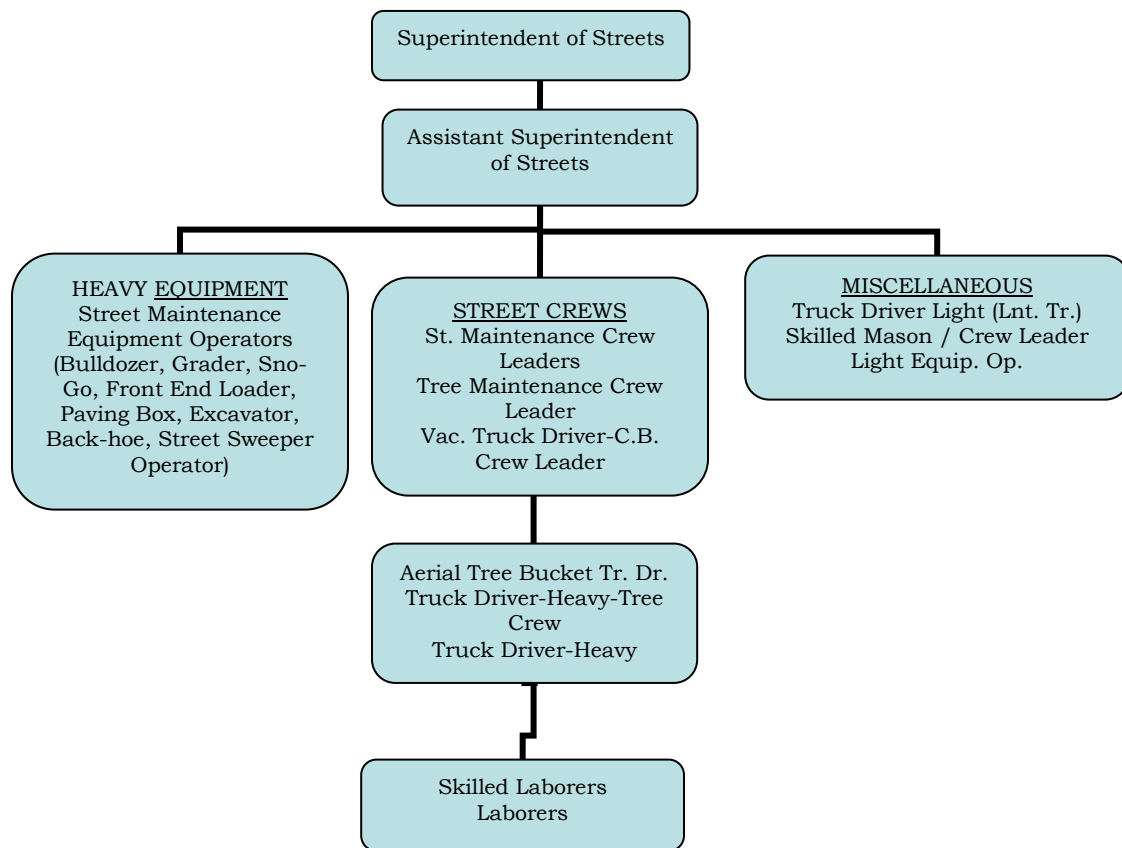 Superintendent of Streets
Assistant Superintendent
of Streets
HEAVY EQUIPMENT
Street Maintenance
Equipment Operators
(Bulldozer, Grader, Sno-
Go, Front End Loader,
Paving Box, Excavator,
Back-hoe, Street Sweeper
Operator)
STREET CREWS
St. Maintenance Crew
Leaders
Tree Maintenance Crew
Leader
Vac. Truck Driver-C.B.
Crew Leader
MISCELLANEOUS
Truck Driver Light (Lnt. Tr.)
Skilled Mason / Crew Leader
Light Equip. Op.
Aerial Tree Bucket Tr. Dr.
Truck Driver-Heavy-Tree
Crew
Truck Driver-Heavy
Skilled Laborers
Laborers